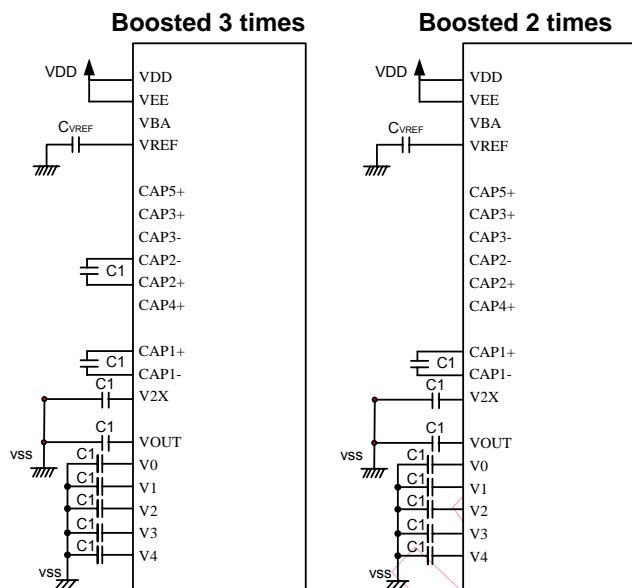 Boosted 3 times
VDD
VDD
VEE
VBA
CVREF
VREF
CAP5+
CAP3+
CAP3-
CAP2-
C1
CAP2+
CAP4+
CAP1+
C1
CAP1-
C1
V2X
C1
VOUT
vss
C1
V0
C1
V1
C1
V2
C1
V3
C1
V4
vss
Boosted 2 times
VDD
VDD
VEE
VBA
CVREF
VREF
CAP5+
CAP3+
CAP3-
CAP2-
CAP2+
CAP4+
CAP1+
C1
CAP1-
C1
V2X
C1
VOUT
vss
C1
V0
C1
V1
C1
V2
C1
V3
C1
V4
vss